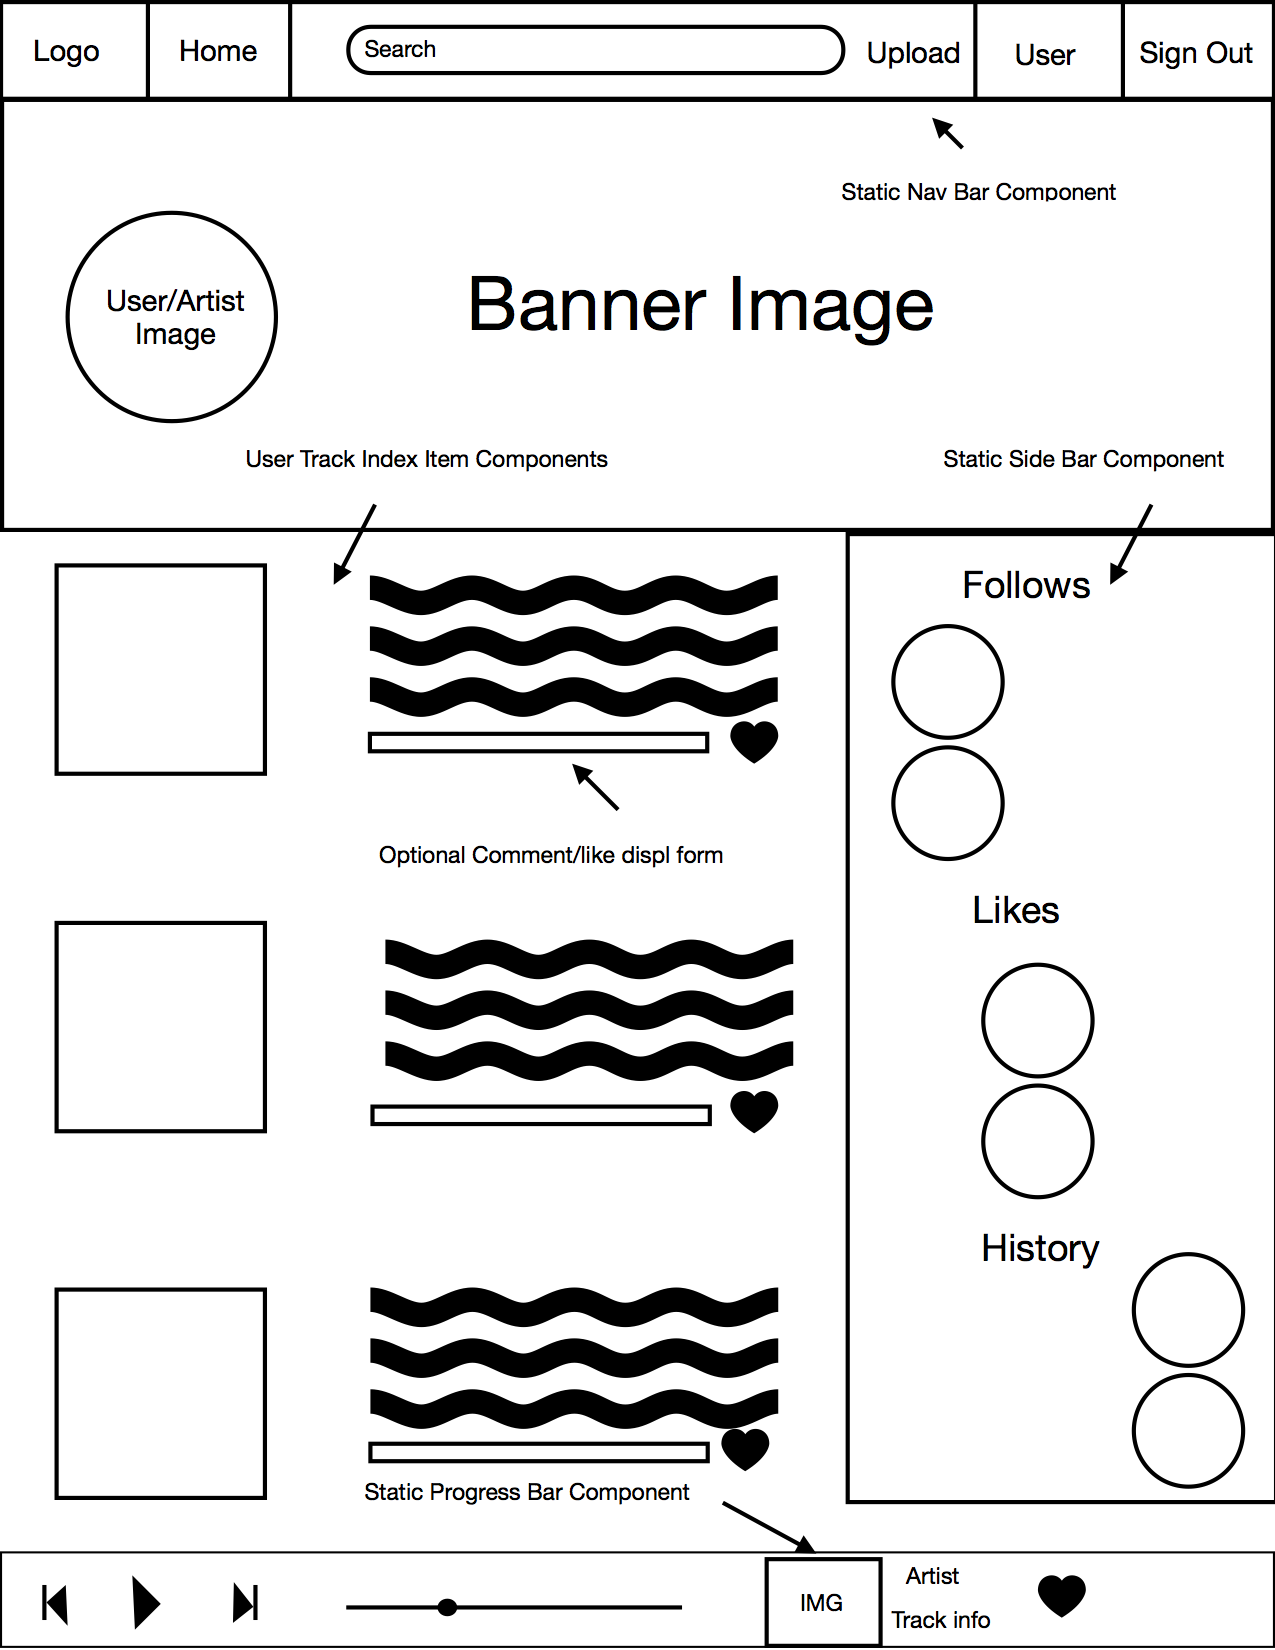 Logo
Home
Search
Upload
User
Sign Out
Static Nav Bar Component
User/Artist
Image
Banner Image
User Track Index Item Components
Static Side Bar Component
Follows
Optional Comment/like displ form
Likes
History
Static Progress Bar Component
IMG
Artist
Track info